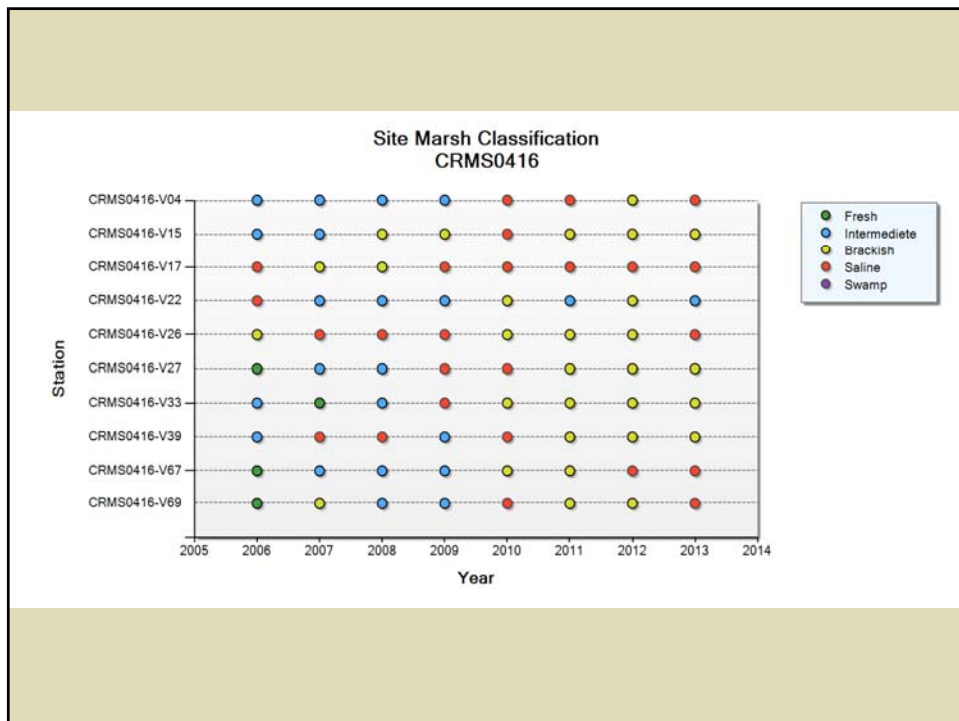 Site Marsh Classification
CRMS0416
Station
CRMS0416-V04
CRMS0416-V15
CRMS0416-V17
CRMS0416-V22
CRMS0416-V26
CRMS0416-V27
CRMS0416-V33
CRMS0416-V39
CRMS0416-V67
CRMS0416-V69
2005 2006 2007 2008 2009 2010 2011 2012 2013 2014
Year
Fresh
Intermediete
Brackish
Saline
Swamp